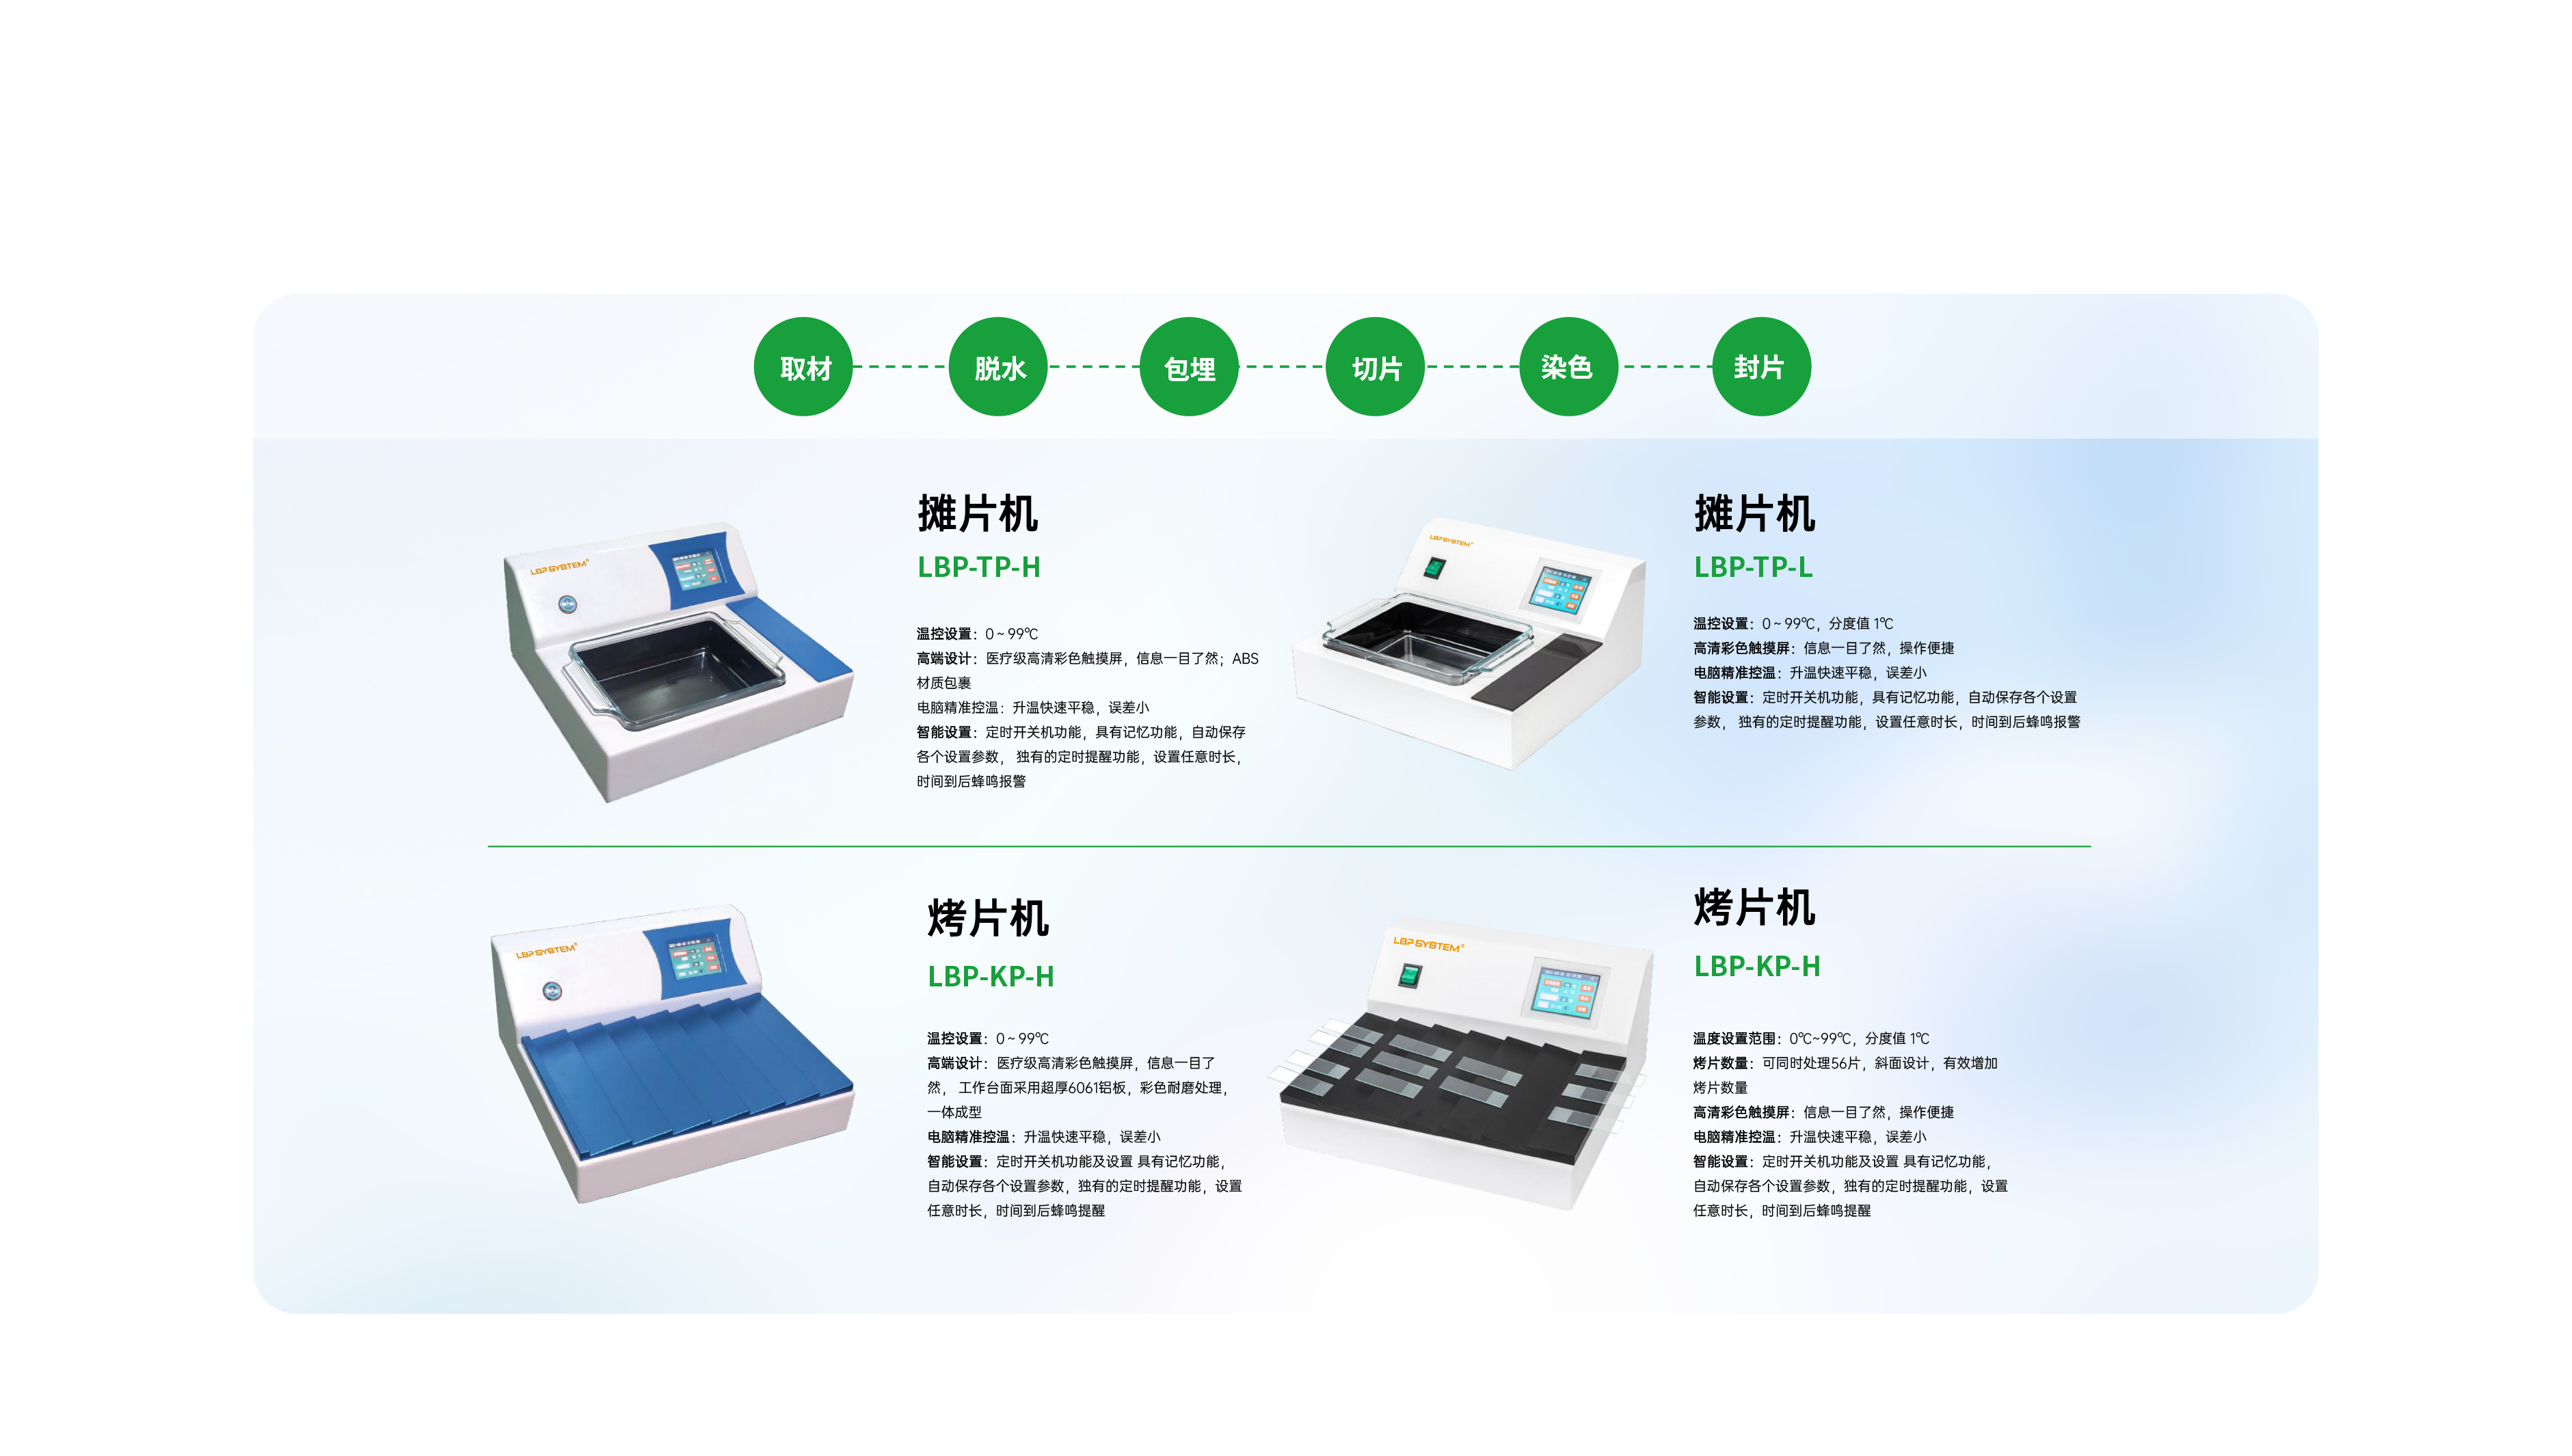 取材
脱水
包埋
切片
染色
封片
摊片机
LBP-TP-H
温控设置：0～99℃
高端设计：医疗级高清彩色触摸屏，信息一目了然；ABS
材质包裹
电脑精准控温：升温快速平稳，误差小
智能设置：定时开关机功能，具有记忆功能，自动保存
各个设置参数， 独有的定时提醒功能，设置任意时长，
时间到后蜂鸣报警
LBP SYSTEM®
摊片机
LBP-TP-L
温控设置：0～99℃，分度值 1℃
高清彩色触摸屏：信息一目了然，操作便捷
电脑精准控温：升温快速平稳，误差小
智能设置：定时开关机功能，具有记忆功能，自动保存各个设置
参数， 独有的定时提醒功能，设置任意时长，时间到后蜂鸣报警
LBP SYSTEM®
烤片机
LBP-KP-H
温控设置：0～99℃
高端设计：医疗级高清彩色触摸屏，信息一目了
然， 工作台面采用超厚6061铝板，彩色耐磨处理，
一体成型
电脑精准控温：升温快速平稳，误差小
智能设置：定时开关机功能及设置 具有记忆功能，
自动保存各个设置参数，独有的定时提醒功能，设置
任意时长，时间到后蜂鸣提醒
LBP SYSTEM®
烤片机
LBP-KP-H
温度设置范围：0℃~99℃，分度值 1℃
烤片数量：可同时处理56片，斜面设计，有效增加
烤片数量
高清彩色触摸屏：信息一目了然，操作便捷
电脑精准控温：升温快速平稳，误差小
智能设置：定时开关机功能及设置 具有记忆功能，
自动保存各个设置参数，独有的定时提醒功能，设置
任意时长，时间到后蜂鸣提醒
LBP SYSTEM®